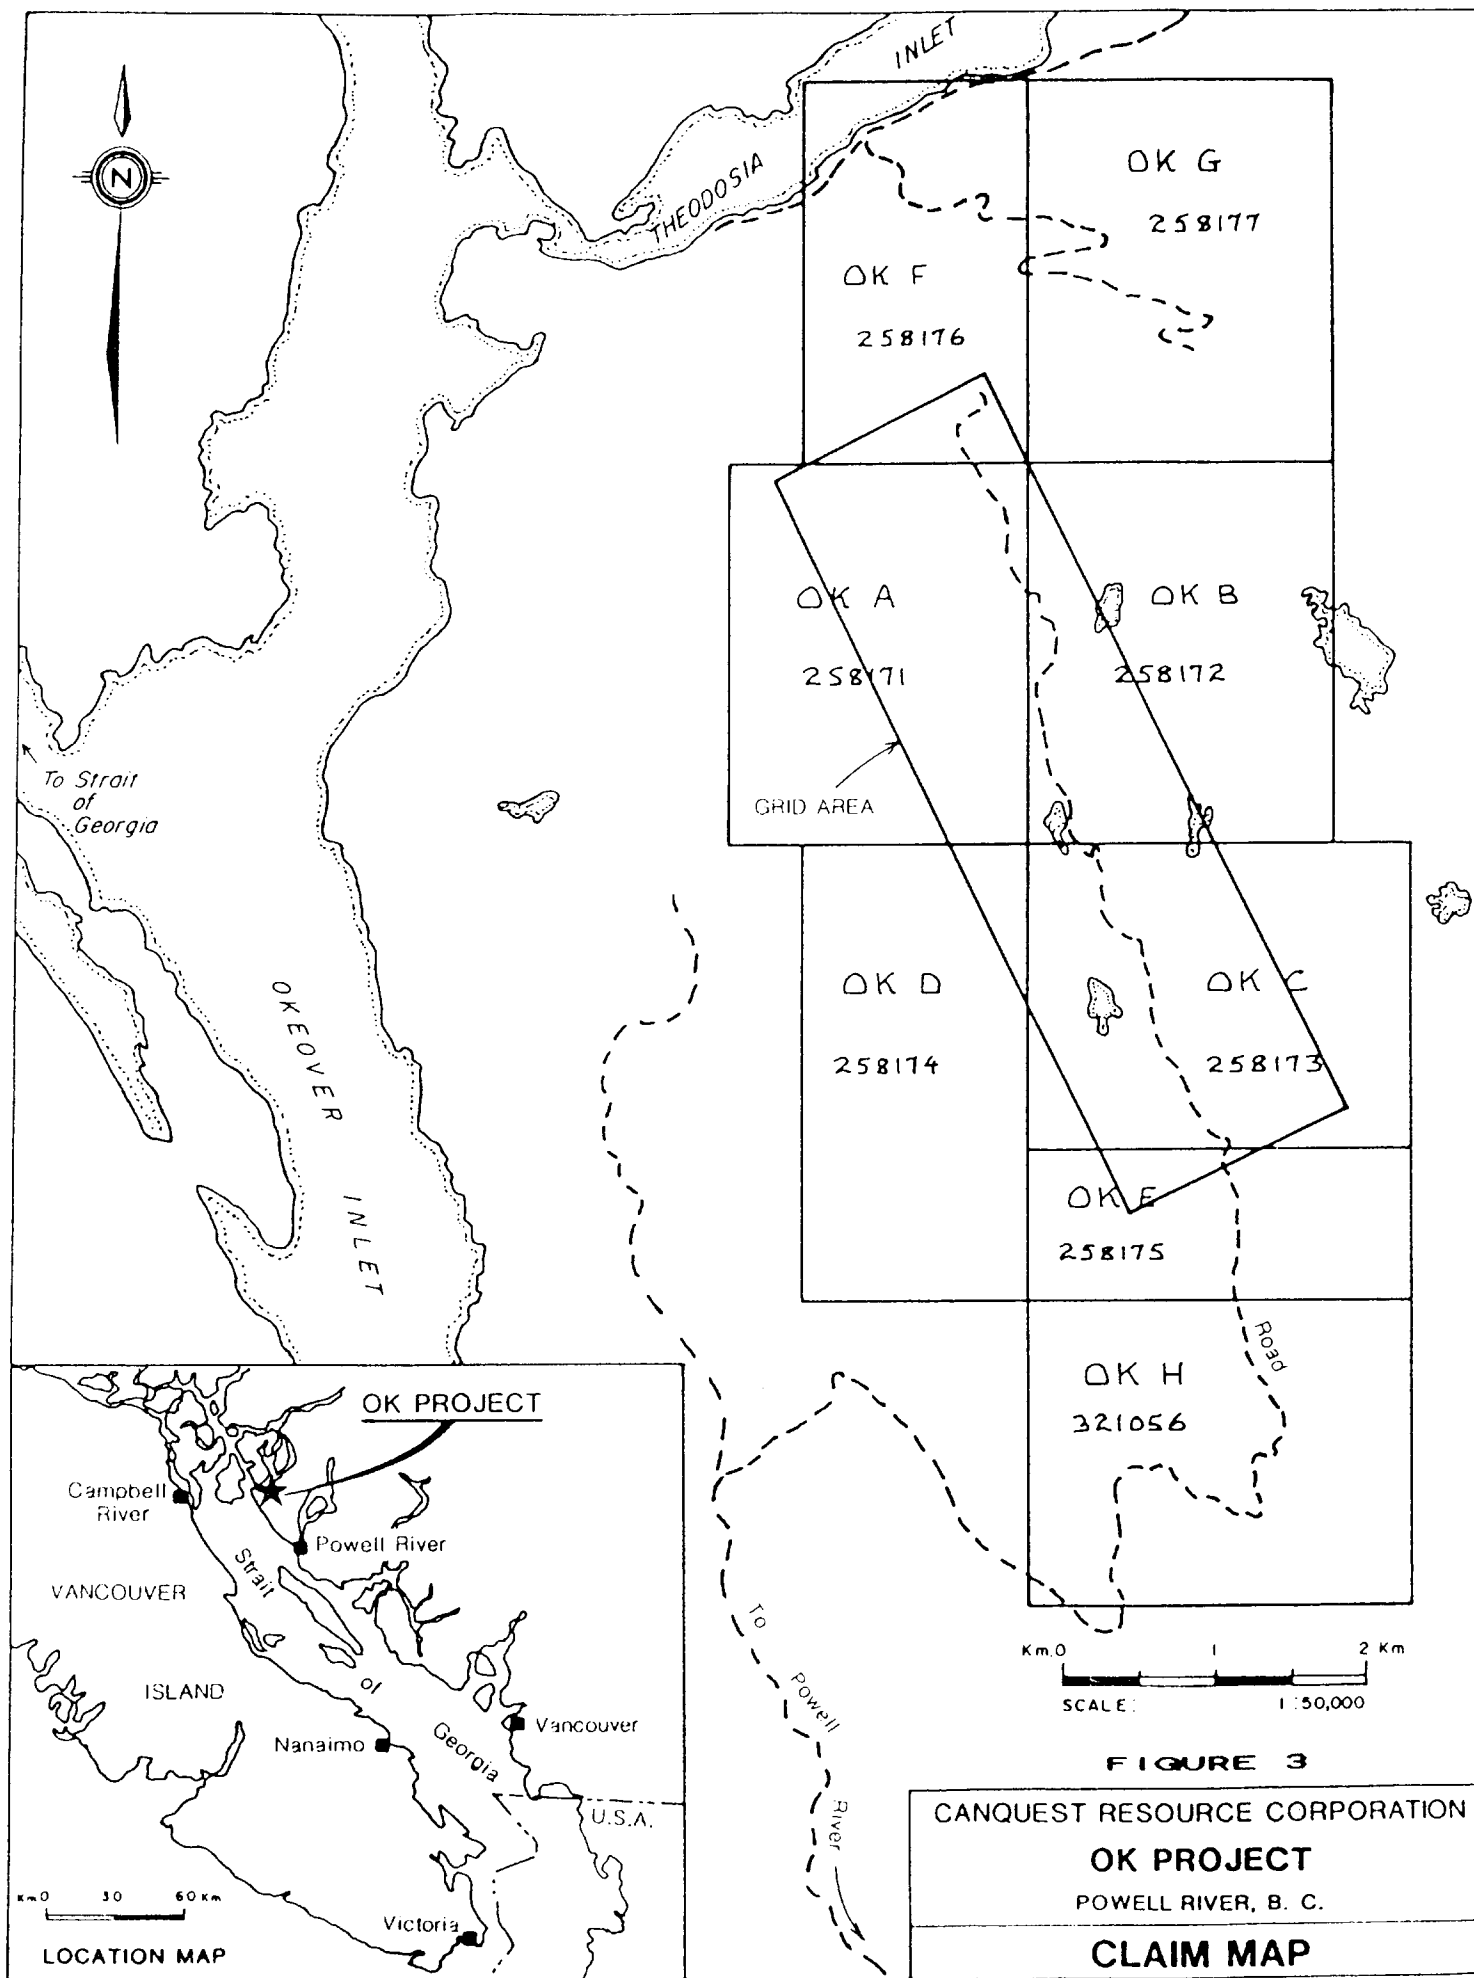 INLET
THEODOSIA
N
OK G
258177
OK F
258176
OK A
258171
OK B
258172
GRID AREA
To Strait
of
Georgia
OK D
258174
OK C
258173
OKEOVER
INLET
OK E
258175
Road
OK H
321056
To
Powell
River
OK PROJECT
Campbell
River
Powell River
Strait
of
Georgia
VANCOUVER
ISLAND
Nanaimo
Vancouver
U.S.A.
Victoria
Km 0 30 60 Km
LOCATION MAP
Km. 0 1 2 Km
SCALE: 1:50,000
FIGURE 3
CANQUEST RESOURCE CORPORATION
OK PROJECT
POWELL RIVER, B. C.
CLAIM MAP